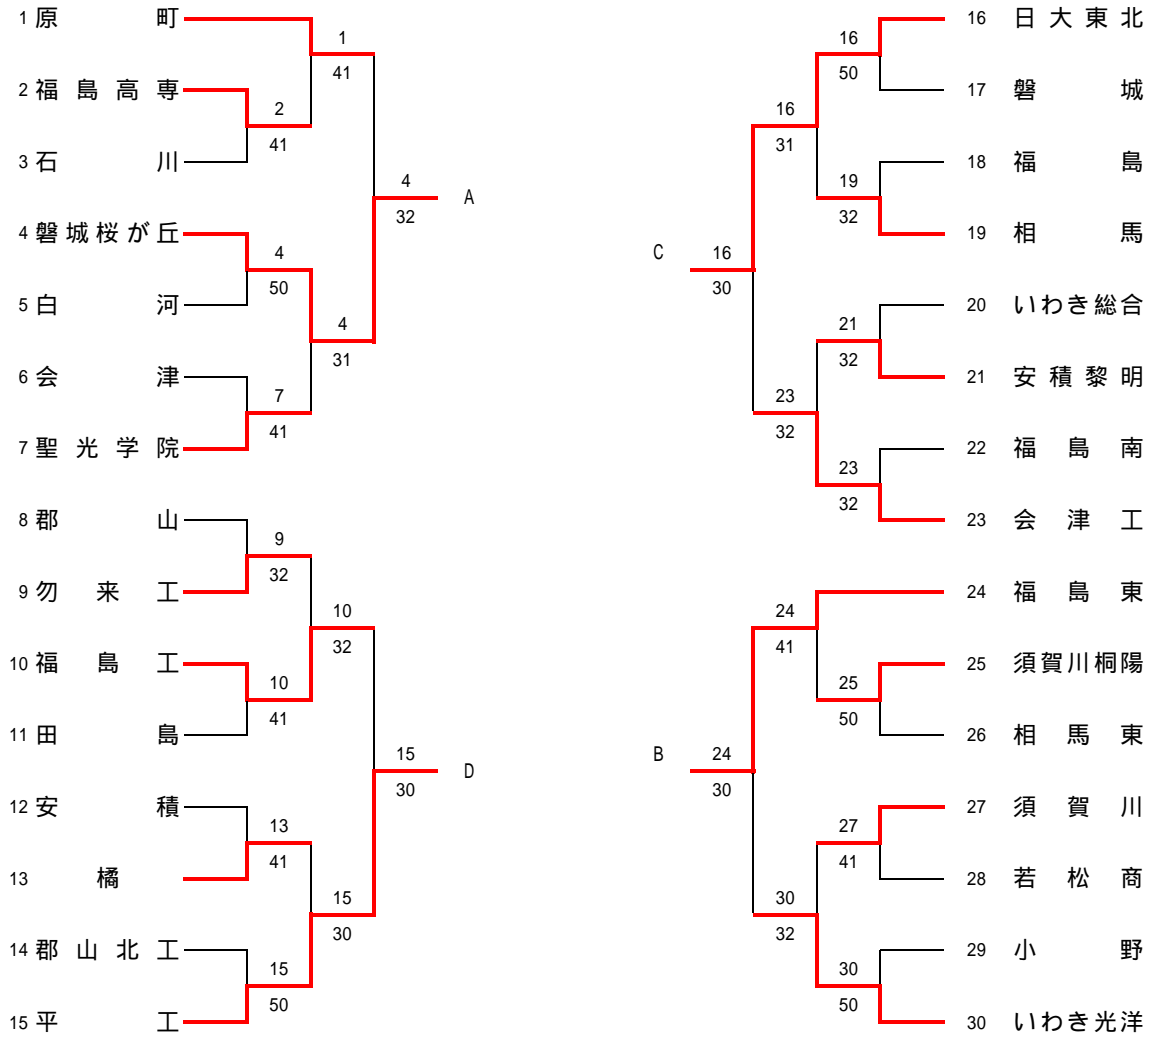 1 原町
2 福島高専
3 石川
4 磐城桜が丘
5 白河
6 会津
7 聖光学院
8 郡山
9 勿来工
10 福島工
11 田島
12 安積
13 橘
14 郡山北工
15 平工
2
41
4
50
7
41
9
32
10
41
13
41
15
50
1
41
4
31
10
32
15
30
4
32
A
15
30
D
C
16
30
B
24
30
16
31
23
32
24
41
30
32
16
50
19
32
21
32
23
32
25
50
27
41
30
50
16 日大東北
17 磐城
18 福島
19 相馬
20 いわき総合
21 安積黎明
22 福島南
23 会津工
24 福島東
25 須賀川桐陽
26 相馬東
27 須賀川
28 若松商
29 小野
30 いわき光洋